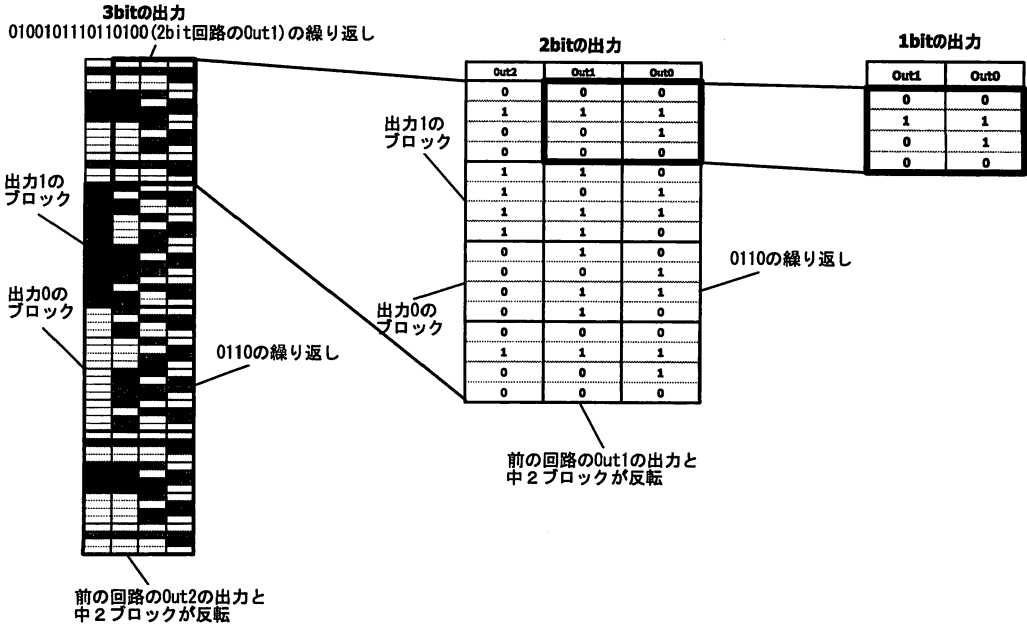 3bitの出力
0100101110110100(2bit回路のOut1)の繰り返し
出力1の
ブロック
出力0の
ブロック
0110の繰り返し
前の回路のOut2の出力と
中2ブロックが反転
2bitの出力
Out2 Out1 Out0
0 0 0
1 1 1
0 0 1
0 0 0
1 1 0
1 0 1
1 1 1
1 1 0
0 1 0
0 0 1
0 1 1
0 1 0
0 0 0
1 1 1
0 0 1
0 0 0
出力1の
ブロック
出力0の
ブロック
0110の繰り返し
前の回路のOut1の出力と
中2ブロックが反転
1bitの出力
Out1 Out0
0 0
1 1
0 1
0 0